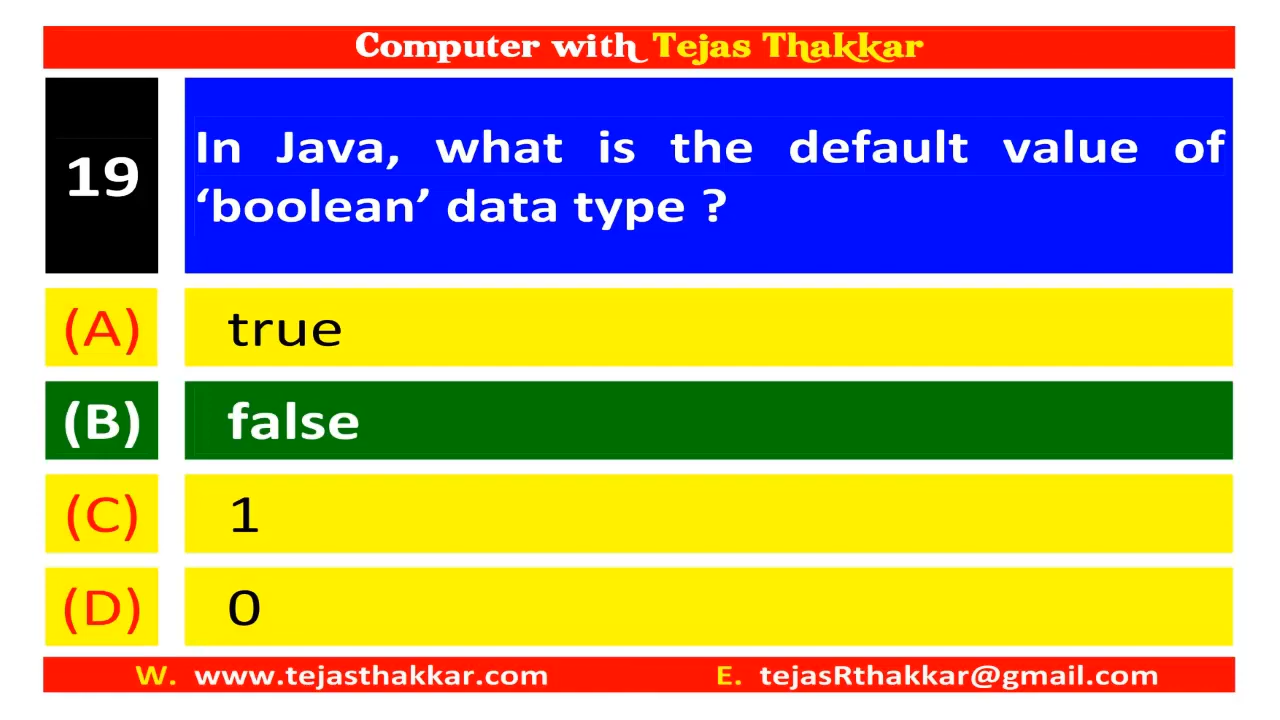 Computer with Tejas Thakkar
19
In Java, what is the default value of
‘boolean’ data type ?
(A) true
(B) false
(C) 1
(D) 0
W. www.tejasthakkar.com E. tejasRthakkar@gmail.com